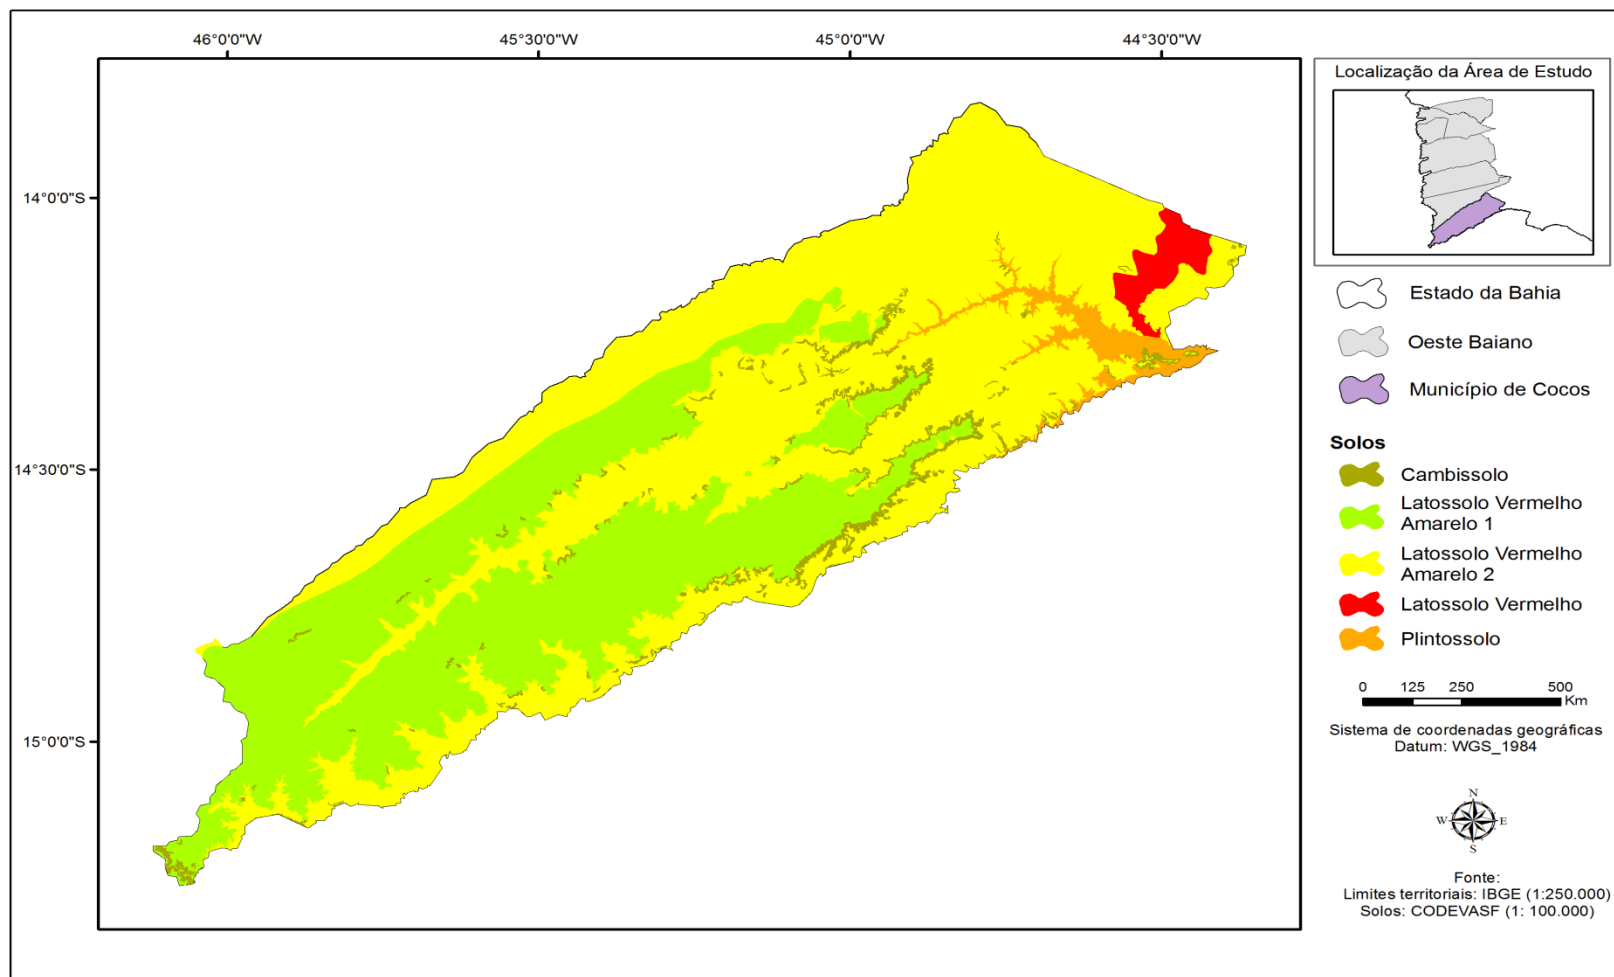 46°0'0"W 45°30'0"W 45°0'0"W 44°30'0"W
14°0'0"S
14°30'0"S
15°0'0"S
Localização da Área de Estudo
Estado da Bahia
Oeste Baiano
Município de Cocos
Solos
Cambissolo
Latossolo Vermelho
Amarelo 1
Latossolo Vermelho
Amarelo 2
Latossolo Vermelho
Plintossolo
0 125 250 500
Km
Sistema de coordenadas geográficas
Datum: WGS_1984
N
W E
S
Fonte:
Limites territoriais: IBGE (1:250.000)
Solos: CODEVASF (1: 100.000)